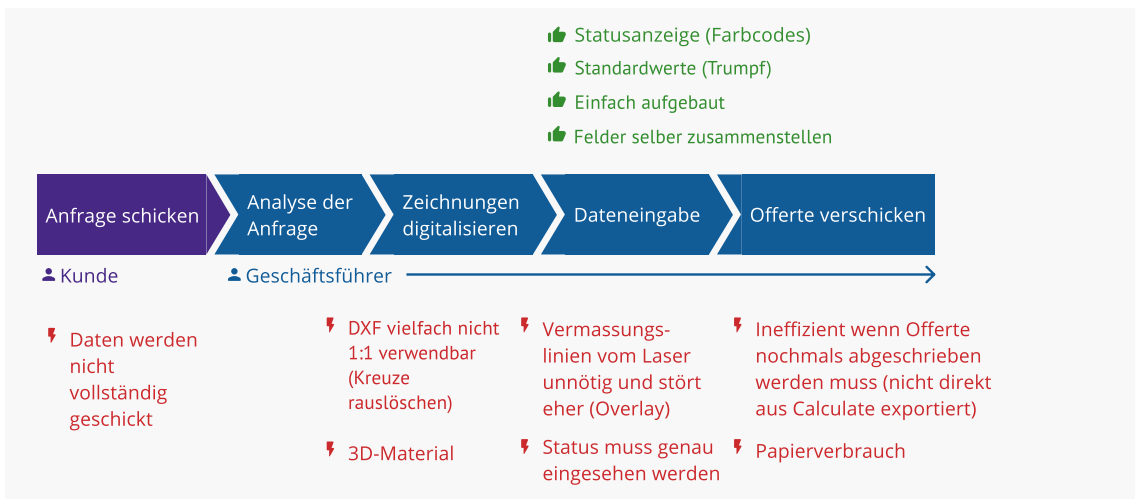 Statusanzeige (Farbcodes)
Standardwerte (Trumpf)
Einfach aufgebaut
Felder selber zusammenstellen
Anfrage schicken
Analyse der
Anfrage
Zeichnungen
digitalisieren
Dateneingabe
Offerte verschicken
Kunde
Geschäftsführer
Daten werden
nicht
vollständig
geschickt
DXF vielfach nicht
1:1 verwendbar
(Kreuze
rauslöschen)
3D-Material
Vermassungs-
linien vom Laser
unnötig und stört
eher (Overlay)
Status muss genau
eingesehen werden
Ineffizient wenn Offerte
nochmals abgeschrieben
werden muss (nicht direkt
aus Calculate exportiert)
Papierverbrauch